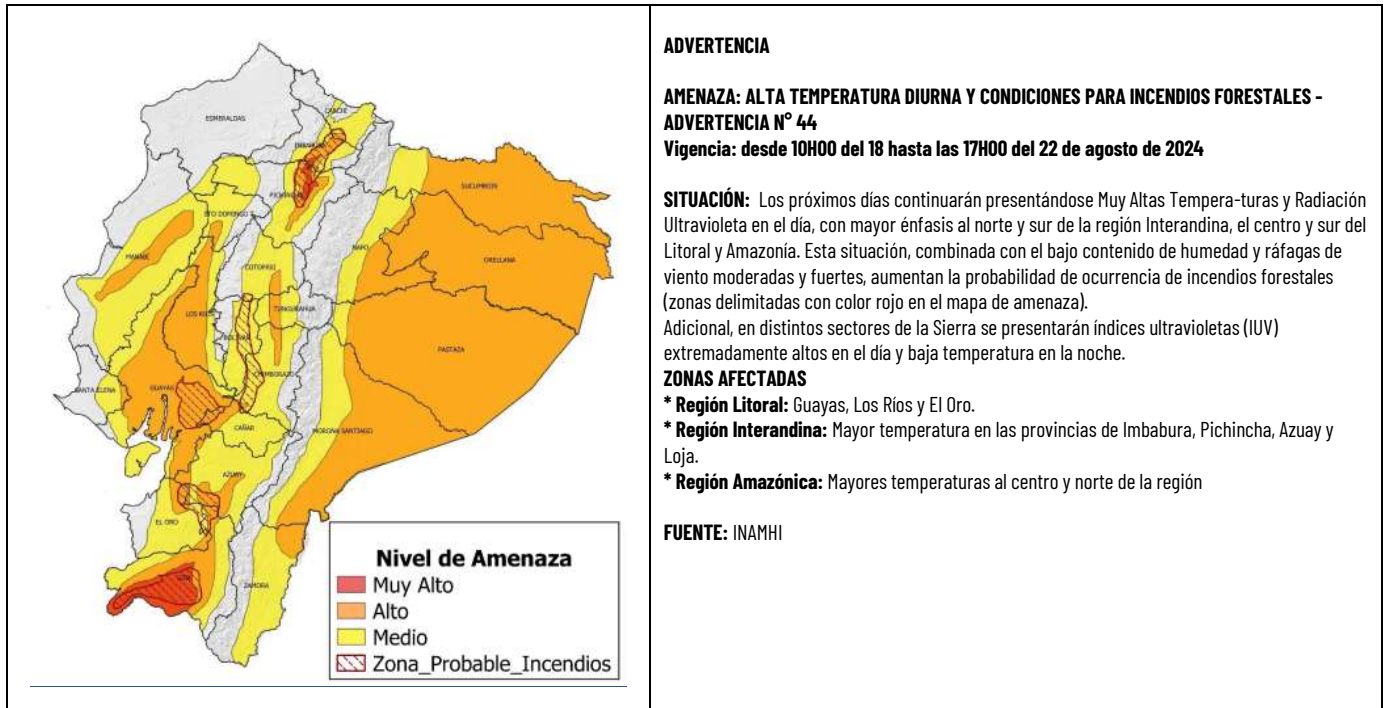 ESMERALDAS
CARCHI
IMBABURA
PICHINCHA
SUCUMBIOS
STO DOMINGO T
MANABI
NAPO
ORELLANA
COTOPAXI
LOS RIOS
TUNGURAHUA
BOLIVAR
PASTAZA
CHIMBORAZO
SANTA ELENA
GUAYAS
CAÑAR
MORONA SANTIAGO
AZUAY
EL ORO
LOJA
ZAMORA
Nivel de Amenaza
Muy Alto
Alto
Medio
Zona_Probable_Incendios
ADVERTENCIA
AMENAZA: ALTA TEMPERATURA DIURNA Y CONDICIONES PARA INCENDIOS FORESTALES -
ADVERTENCIA N° 44
Vigencia: desde 10H00 del 18 hasta las 17H00 del 22 de agosto de 2024
SITUACIÓN: Los próximos días continuarán presentándose Muy Altas Tempera-turas y Radiación
Ultravioleta en el día, con mayor énfasis al norte y sur de la región Interandina, el centro y sur del
Litoral y Amazonía. Esta situación, combinada con el bajo contenido de humedad y ráfagas de
viento moderadas y fuertes, aumentan la probabilidad de ocurrencia de incendios forestales
(zonas delimitadas con color rojo en el mapa de amenaza).
Adicional, en distintos sectores de la Sierra se presentarán índices ultravioletas (IUV)
extremadamente altos en el día y baja temperatura en la noche.
ZONAS AFECTADAS
* Región Litoral: Guayas, Los Ríos y El Oro.
* Región Interandina: Mayor temperatura en las provincias de Imbabura, Pichincha, Azuay y
Loja.
* Región Amazónica: Mayores temperaturas al centro y norte de la región
FUENTE: INAMHI